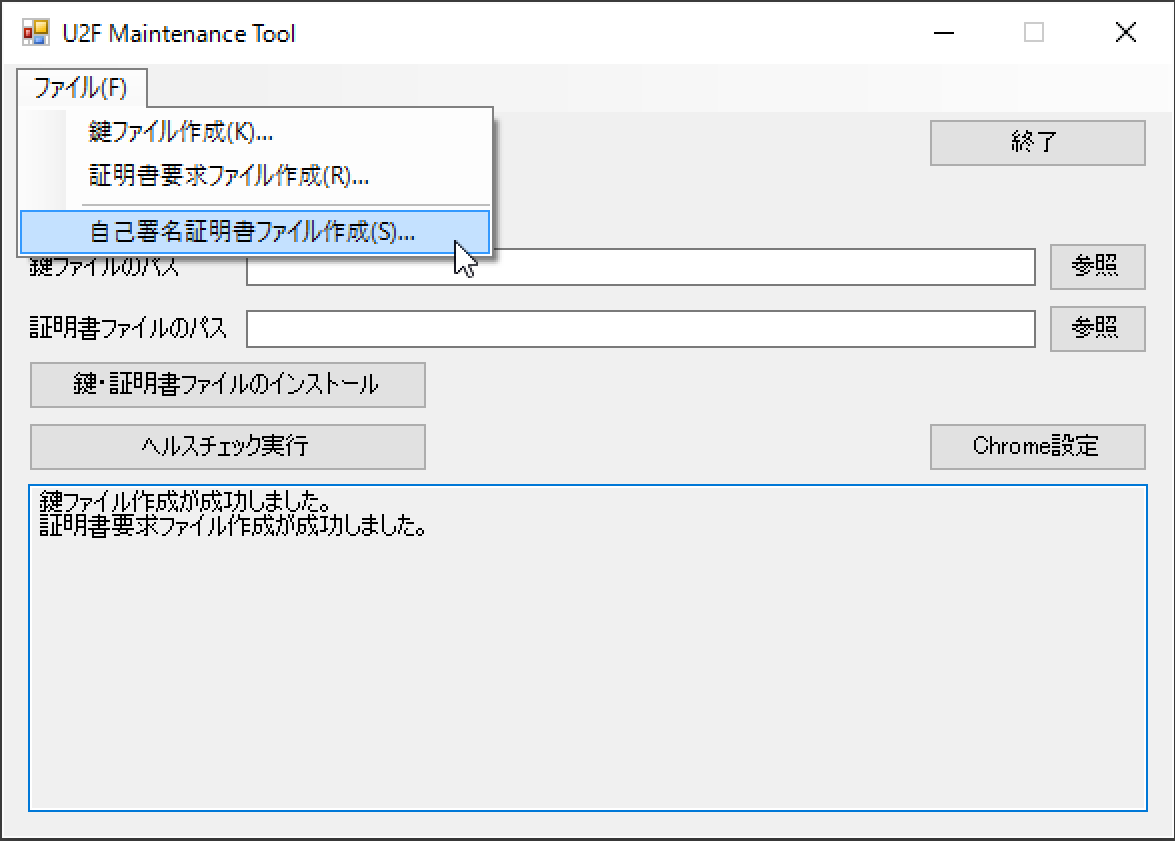 U2F Maintenance Tool
ファイル(F)
鍵ファイル作成(K)...
証明書要求ファイル作成(R)...
自己署名証明書ファイル作成(S)...
終了
鍵ファイルのパス
参照
証明書ファイルのパス
参照
鍵・証明書ファイルのインストール
ヘルスチェック実行
Chrome設定
鍵ファイル作成が成功しました。
証明書要求ファイル作成が成功しました。